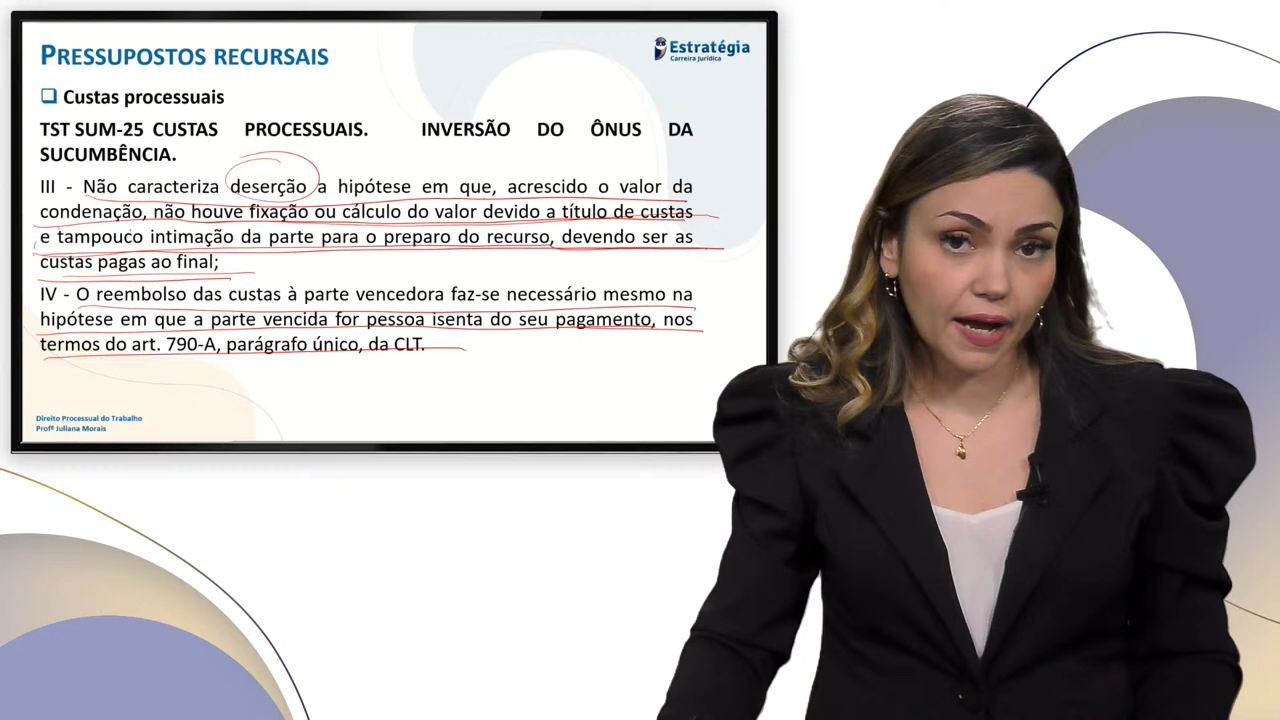 PRESSUPOSTOS RECURSAIS
Estratégia
Carreira Jurídica
Custas processuais
TST SUM-25 CUSTAS PROCESSUAIS. INVERSÃO DO ÔNUS DA
SUCUMBÊNCIA.
III - Não caracteriza deserção a hipótese em que, acrescido o valor da
condenação, não houve fixação ou cálculo do valor devido a título de custas
e tampouco intimação da parte para o preparo do recurso, devendo ser as
custas pagas ao final;
IV - O reembolso das custas à parte vencedora faz-se necessário mesmo na
hipótese em que a parte vencida for pessoa isenta do seu pagamento, nos
termos do art. 790-A, parágrafo único, da CLT.
Direito Processual do Trabalho
Profª Juliana Morais